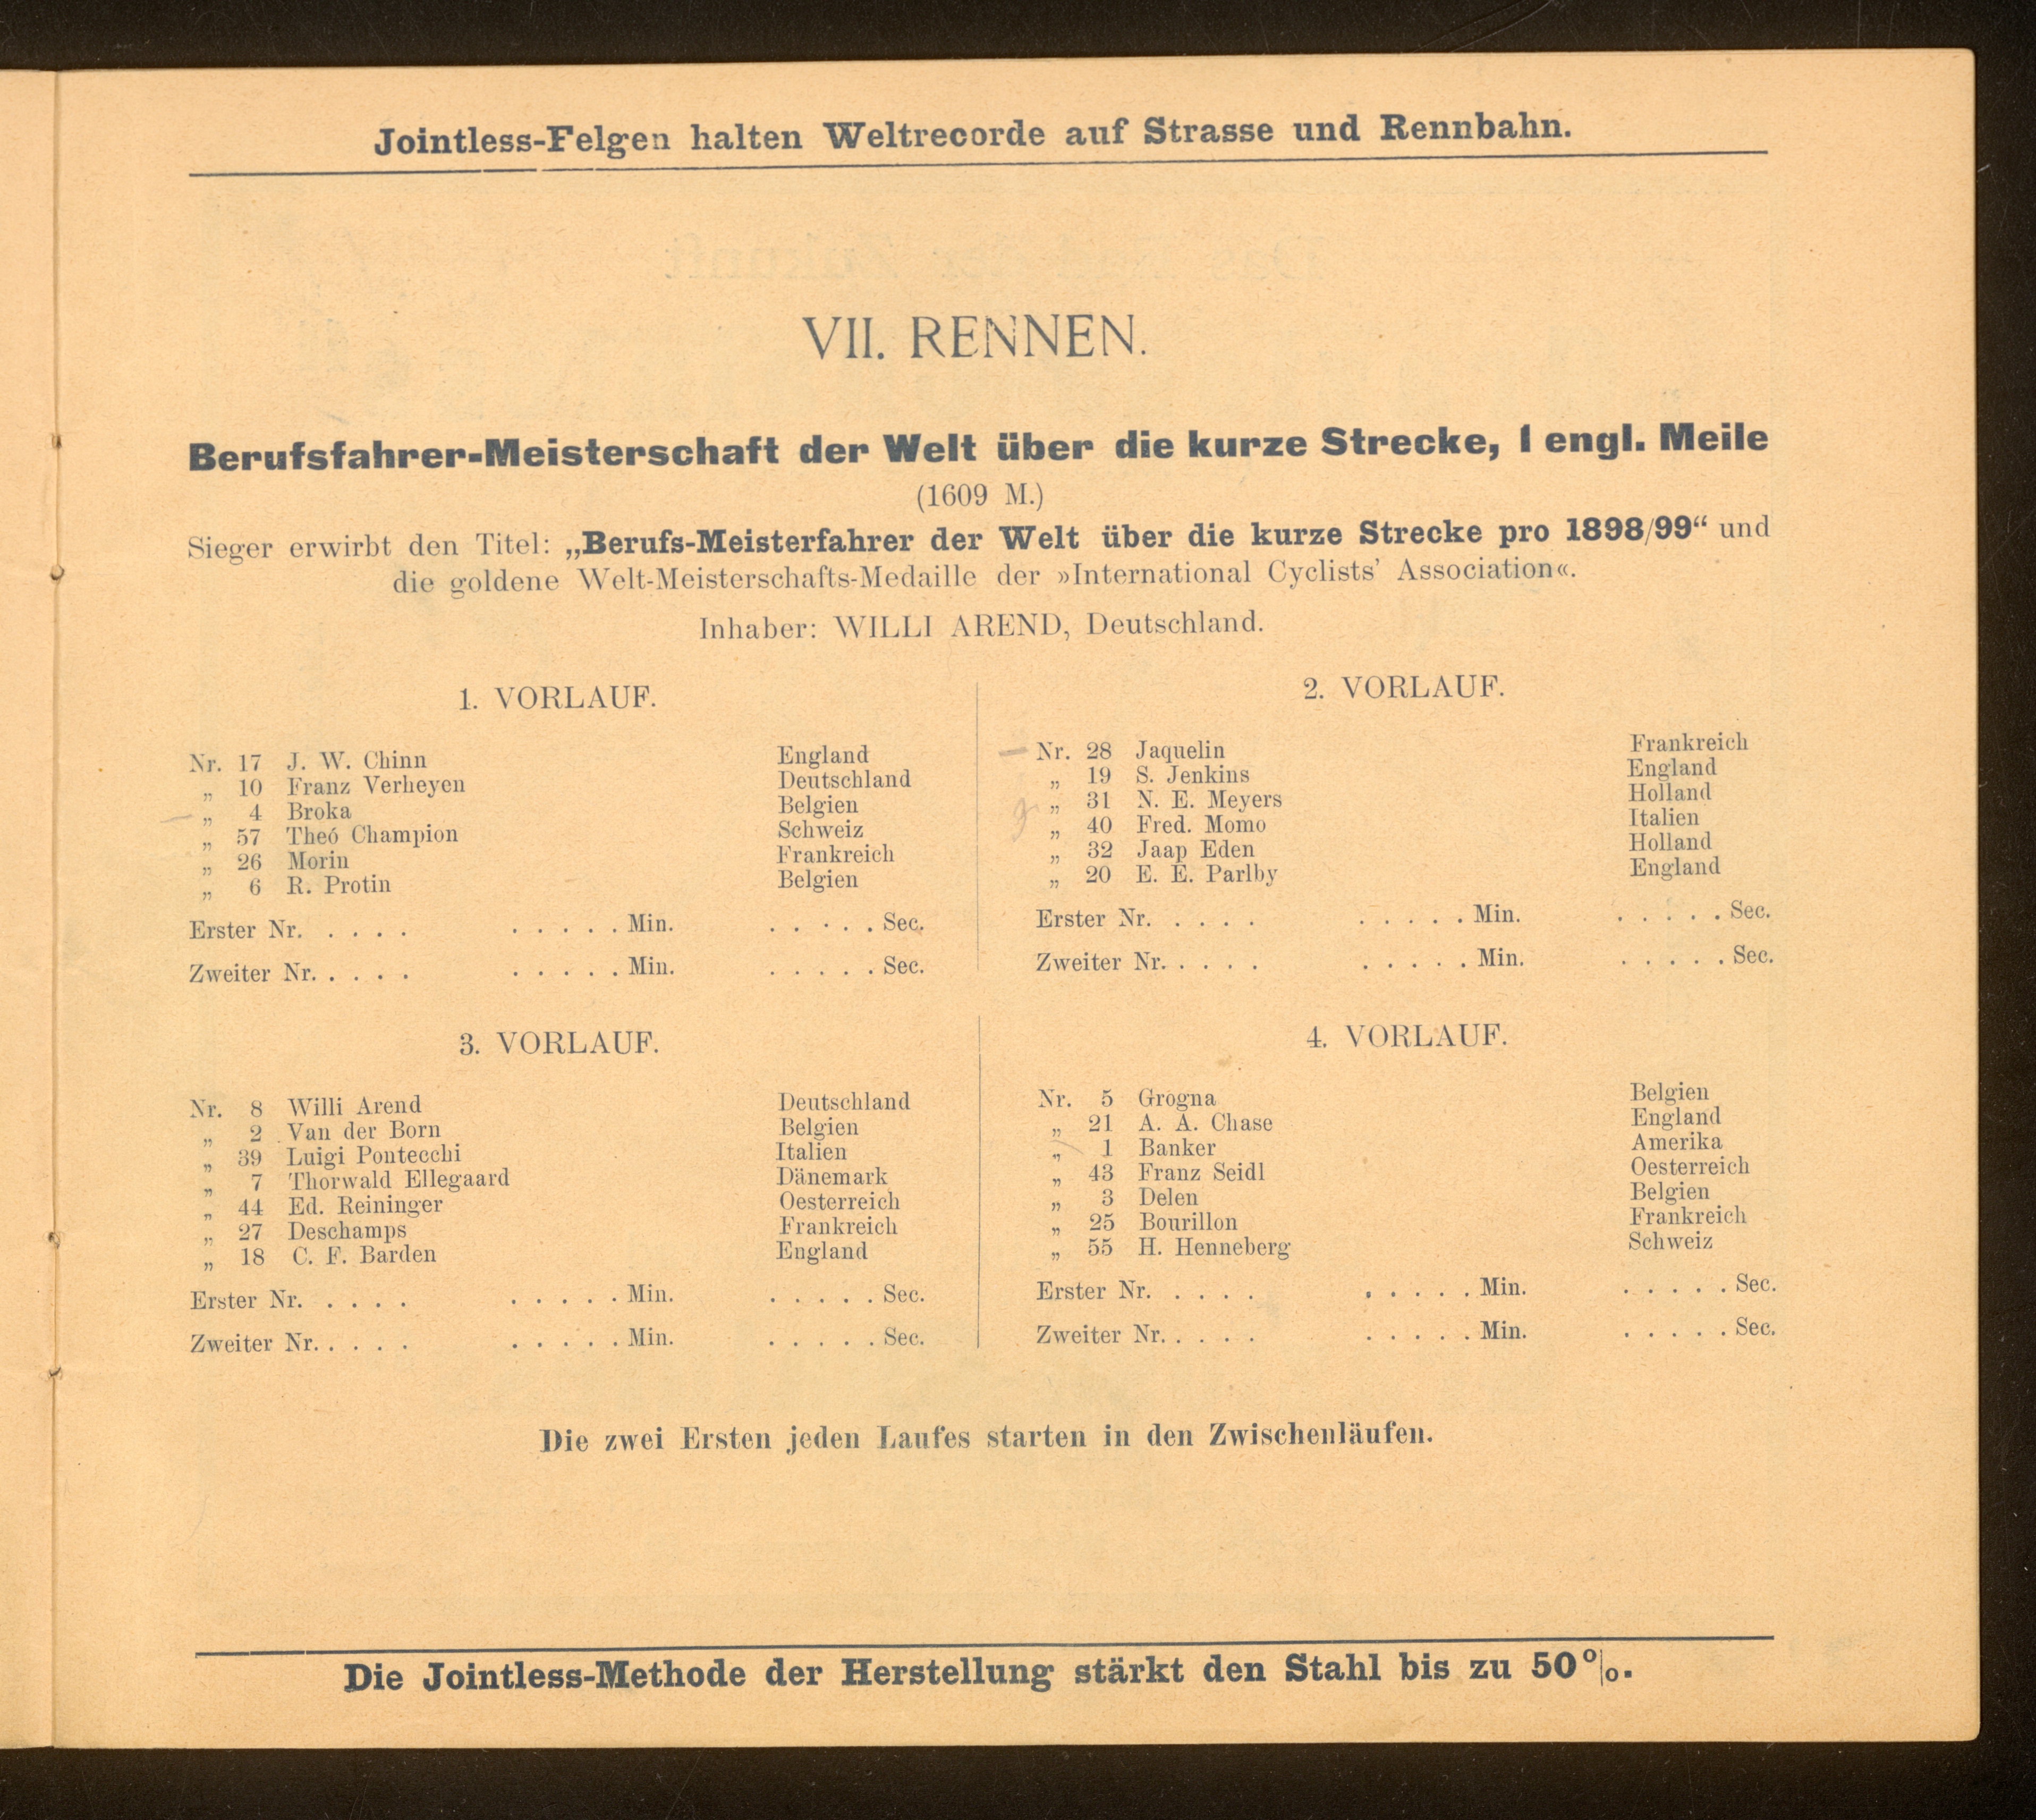 Jointless-Felgen halten Weltrecorde auf Strasse und Rennbahn.
VII. RENNEN.
Berufsfahrer-Meisterschaft der Welt über die kurze Strecke, 1 engl. Meile
(1609 M.)
Sieger erwirbt den Titel: „Berufs-Meisterfahrer der Welt über die kurze Strecke pro 1898/99“ und
die goldene Welt-Meisterschafts-Medaille der »International Cyclists’ Association«.
Inhaber: WILLI AREND, Deutschland.
1. VORLAUF.
Nr. 17 J. W. Chinn England
„ 10 Franz Verheyen Deutschland
„ 4 Broka Belgien
„ 57 Theó Champion Schweiz
„ 26 Morin Frankreich
„ 6 R. Protin Belgien
Erster Nr. . . . . . . . . . Min. . . . . . Sec.
Zweiter Nr. . . . . . . . . . Min. . . . . . Sec.
2. VORLAUF.
Nr. 28 Jaquelin Frankreich
„ 19 S. Jenkins England
„ 31 N. E. Meyers Holland
„ 40 Fred. Momo Italien
„ 32 Jaap Eden Holland
„ 20 E. E. Parlby England
Erster Nr. . . . . . . . . . Min. . . . . . Sec.
Zweiter Nr. . . . . . . . . . Min. . . . . . Sec.
3. VORLAUF.
Nr. 8 Willi Arend Deutschland
„ 2 Van der Born Belgien
„ 39 Luigi Pontecchi Italien
„ 7 Thorwald Ellegaard Dänemark
„ 44 Ed. Reininger Oesterreich
„ 27 Deschamps Frankreich
„ 18 C. F. Barden England
Erster Nr. . . . . . . . . . Min. . . . . . Sec.
Zweiter Nr. . . . . . . . . . Min. . . . . . Sec.
4. VORLAUF.
Nr. 5 Grogna Belgien
„ 21 A. A. Chase England
„ 1 Banker Amerika
„ 43 Franz Seidl Oesterreich
„ 3 Delen Belgien
„ 25 Bourillon Frankreich
„ 55 H. Henneberg Schweiz
Erster Nr. . . . . . . . . . Min. . . . . . Sec.
Zweiter Nr. . . . . . . . . . Min. . . . . . Sec.
Die zwei Ersten jeden Laufes starten in den Zwischenläufen.
Die Jointless-Methode der Herstellung stärkt den Stahl bis zu 50%.